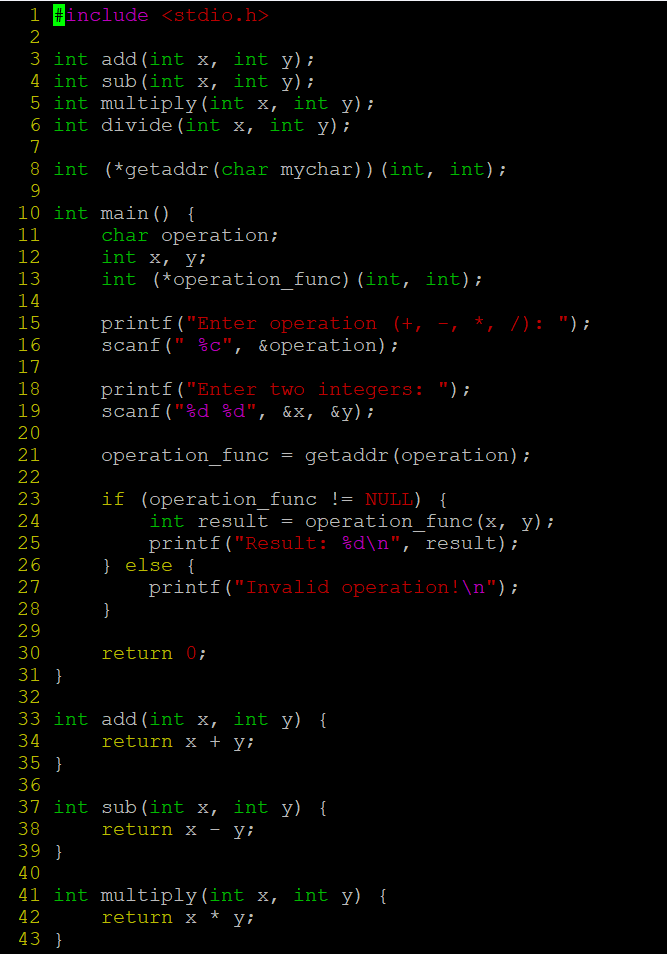 1 #include <stdio.h>
2
3 int add(int x, int y);
4 int sub(int x, int y);
5 int multiply(int x, int y);
6 int divide(int x, int y);
7
8 int (*getaddr(char mychar))(int, int);
9
10 int main() {
11     char operation;
12     int x, y;
13     int (*operation_func)(int, int);
14
15     printf("Enter operation (+, -, *, /): ");
16     scanf(" %c", &operation);
17
18     printf("Enter two integers: ");
19     scanf("%d %d", &x, &y);
20
21     operation_func = getaddr(operation);
22
23     if (operation_func != NULL) {
24         int result = operation_func(x, y);
25         printf("Result: %d\n", result);
26     } else {
27         printf("Invalid operation!\n");
28     }
29
30     return 0;
31 }
32
33 int add(int x, int y) {
34     return x + y;
35 }
36
37 int sub(int x, int y) {
38     return x - y;
39 }
40
41 int multiply(int x, int y) {
42     return x * y;
43 }